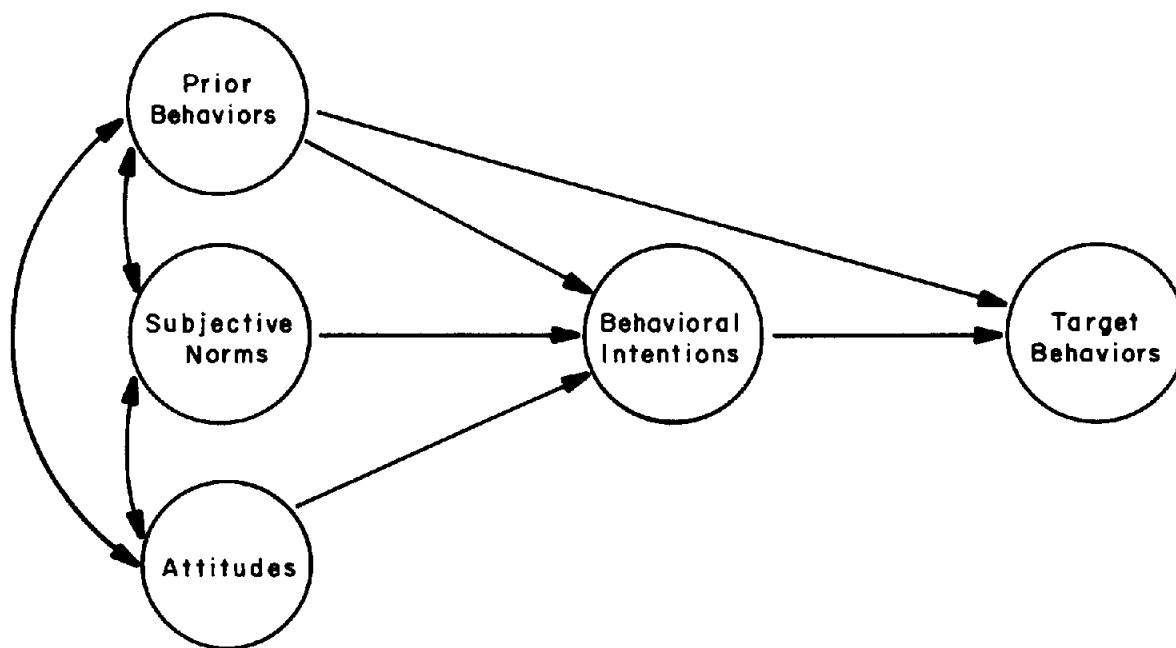 Prior
Behaviors
Subjective
Norms
Attitudes
Behavioral
Intentions
Target
Behaviors